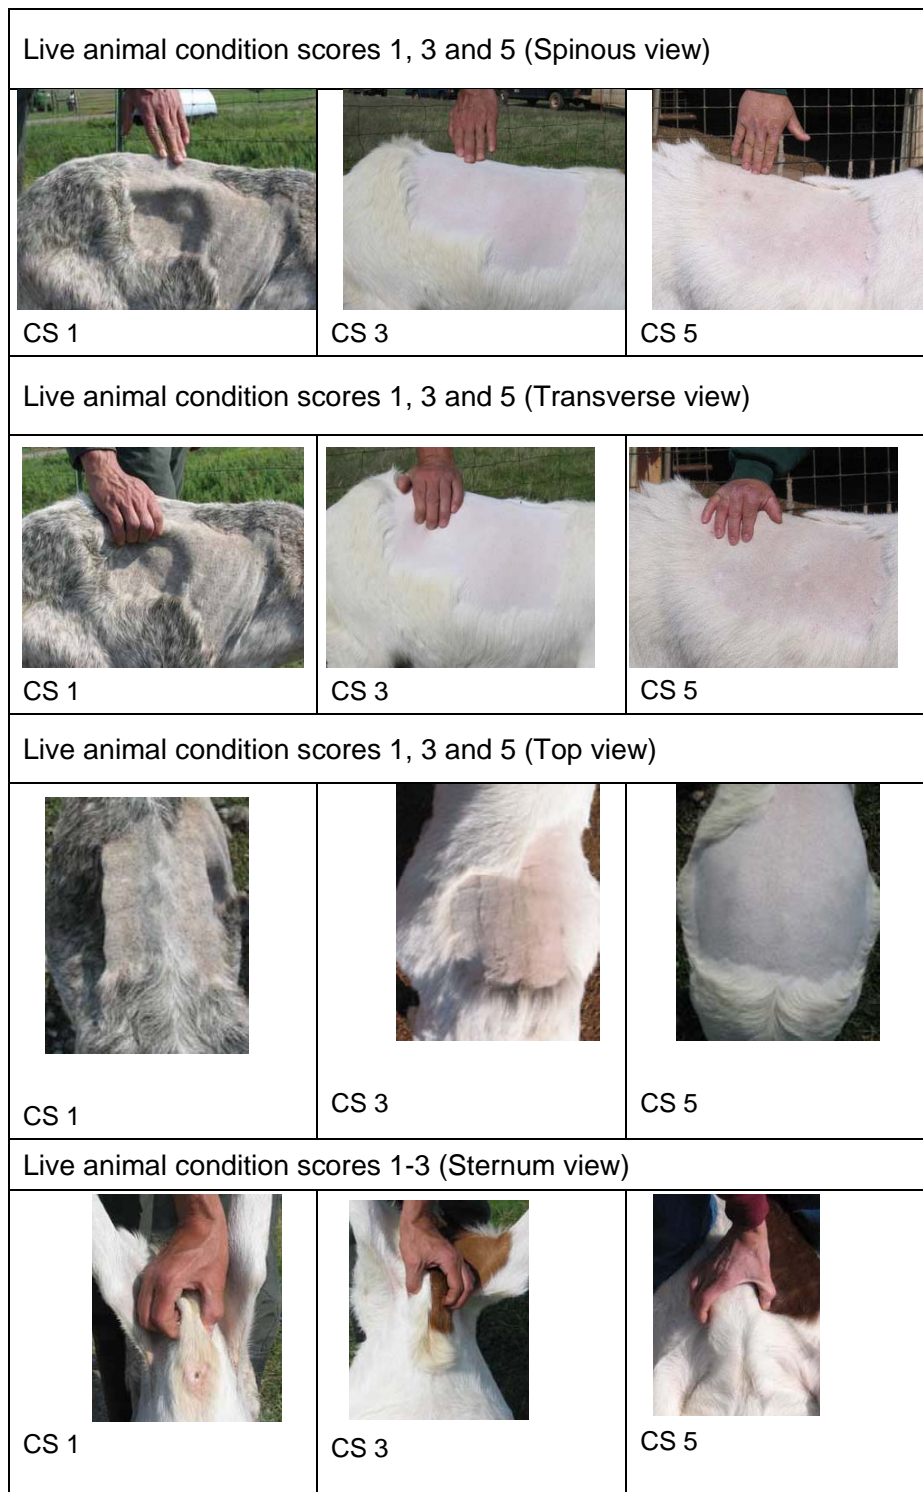 Live animal condition scores 1, 3 and 5 (Spinous view)
CS 1
CS 3
CS 5
Live animal condition scores 1, 3 and 5 (Transverse view)
CS 1
CS 3
CS 5
Live animal condition scores 1, 3 and 5 (Top view)
CS 1
CS 3
CS 5
Live animal condition scores 1-3 (Sternum view)
CS 1
CS 3
CS 5